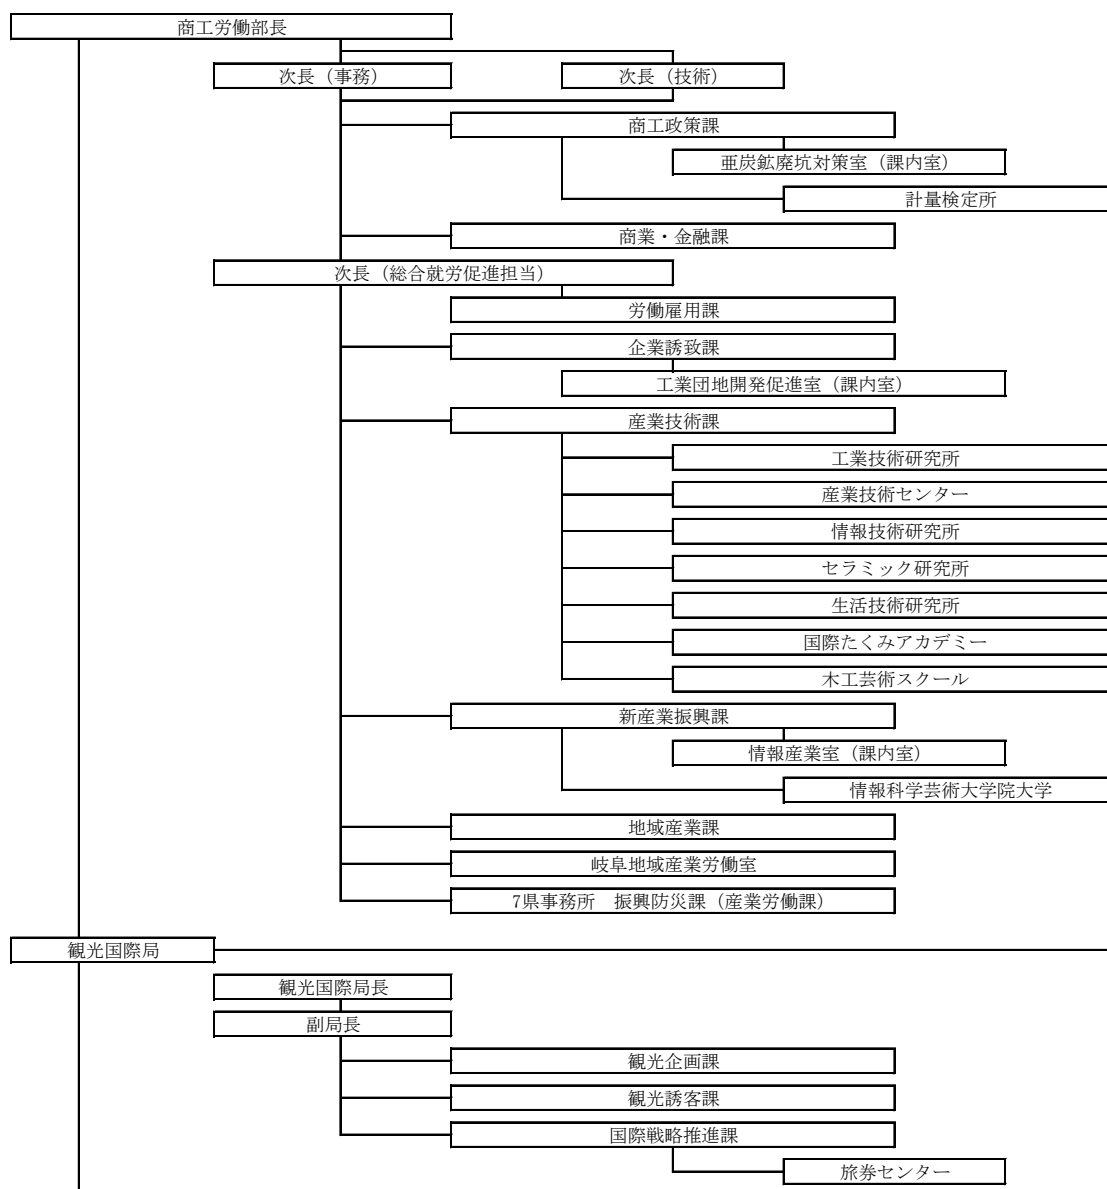 商工労働部長
次長（事務）
次長（技術）
商工政策課
亜炭鉱廃坑対策室（課内室）
計量検定所
商業・金融課
次長（総合就労促進担当）
労働雇用課
企業誘致課
工業団地開発促進室（課内室）
産業技術課
工業技術研究所
産業技術センター
情報技術研究所
セラミック研究所
生活技術研究所
国際たくみアカデミー
木工芸術スクール
新産業振興課
情報産業室（課内室）
情報科学芸術大学院大学
地域産業課
岐阜地域産業労働室
7県事務所　振興防災課（産業労働課）
観光国際局
観光国際局長
副局長
観光企画課
観光誘客課
国際戦略推進課
旅券センター